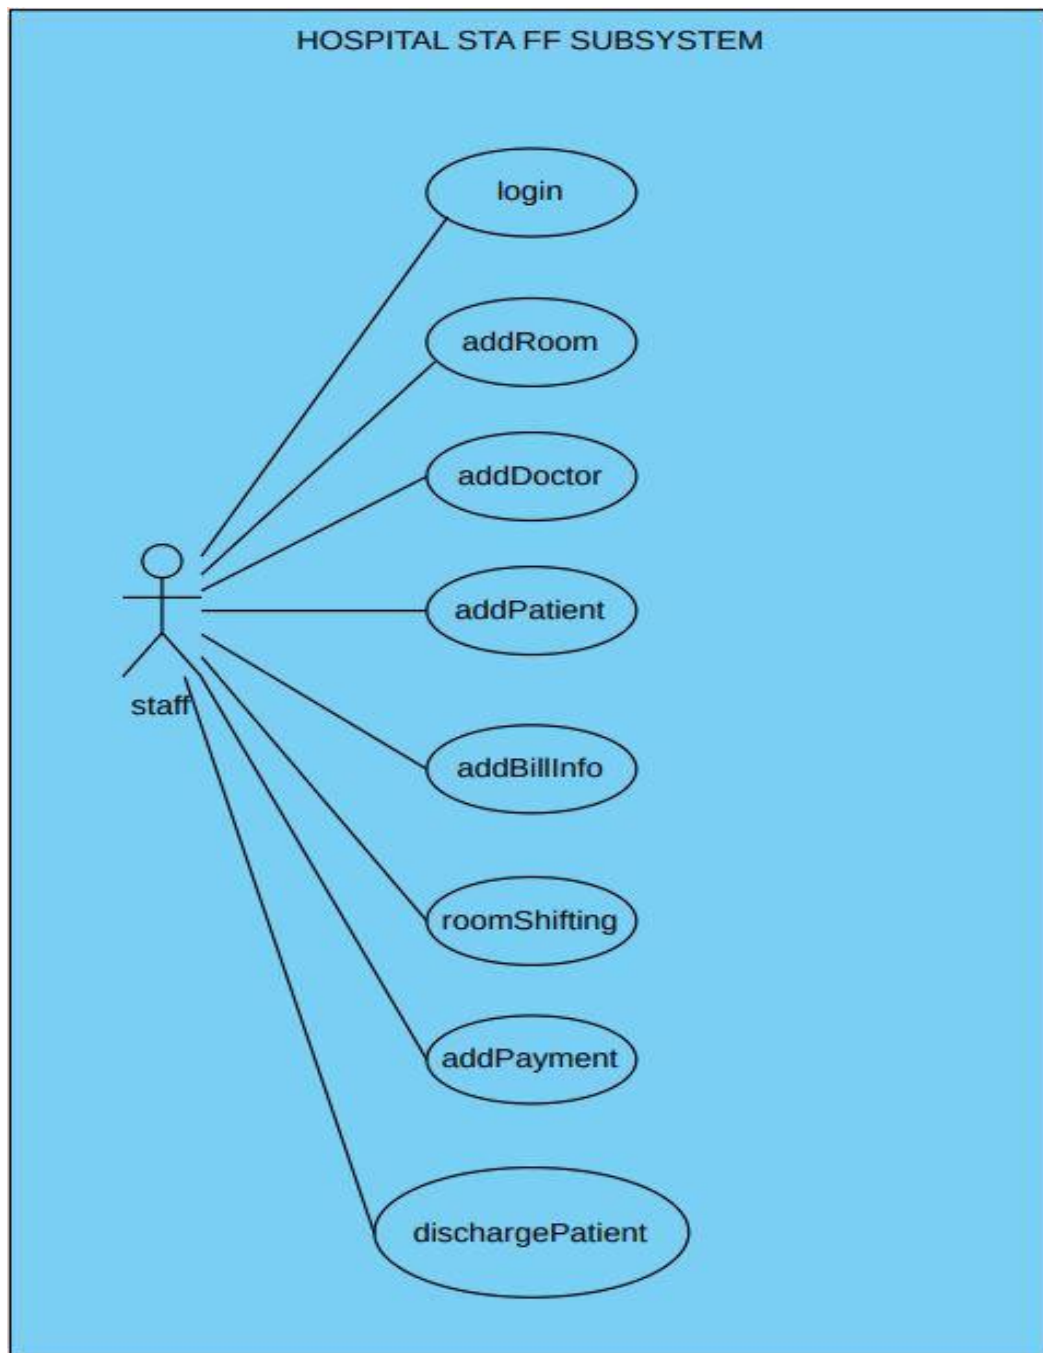 HOSPITAL STA FF SUBSYSTEM
login
addRoom
addDoctor
addPatient
staff
addBillInfo
roomShifting
addPayment
dischargePatient